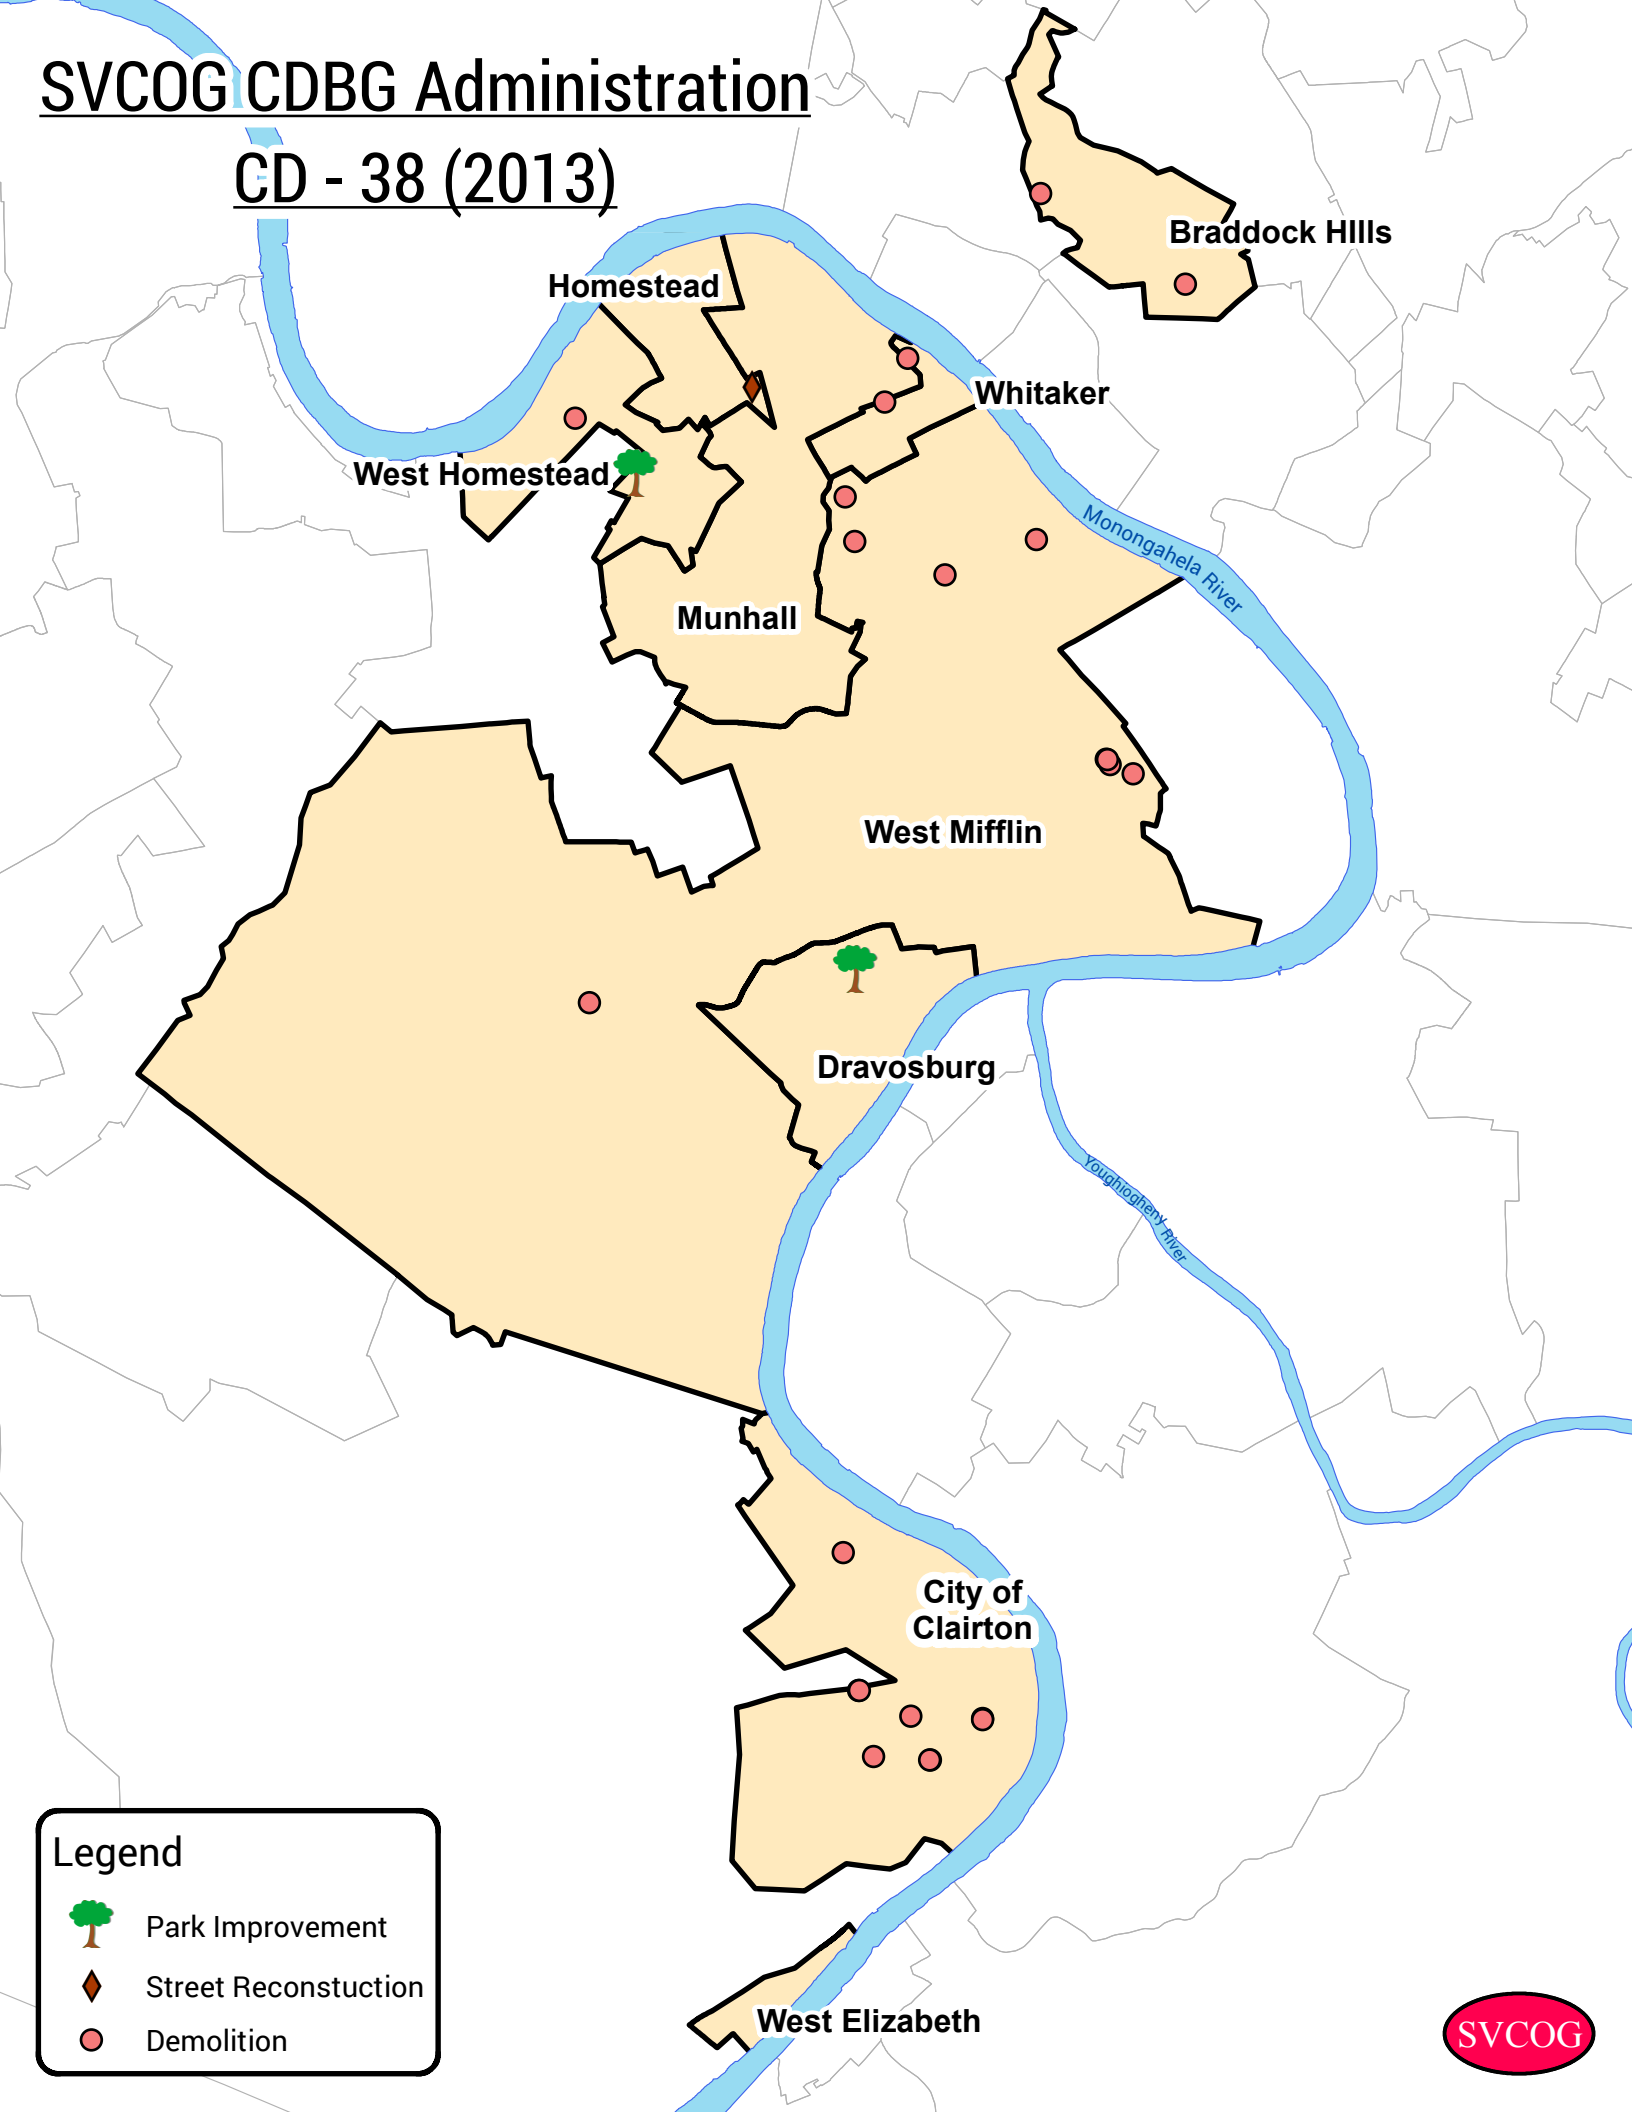 SVCOG CDBG Administration
CD - 38 (2013)
Braddock HIlls
Homestead
Whitaker
West Homestead
Monongahela River
Munhall
West Mifflin
Dravosburg
Youghiogheny River
City of
Clairton
Legend
Park Improvement
Street Reconstuction
Demolition
West Elizabeth
SVCOG